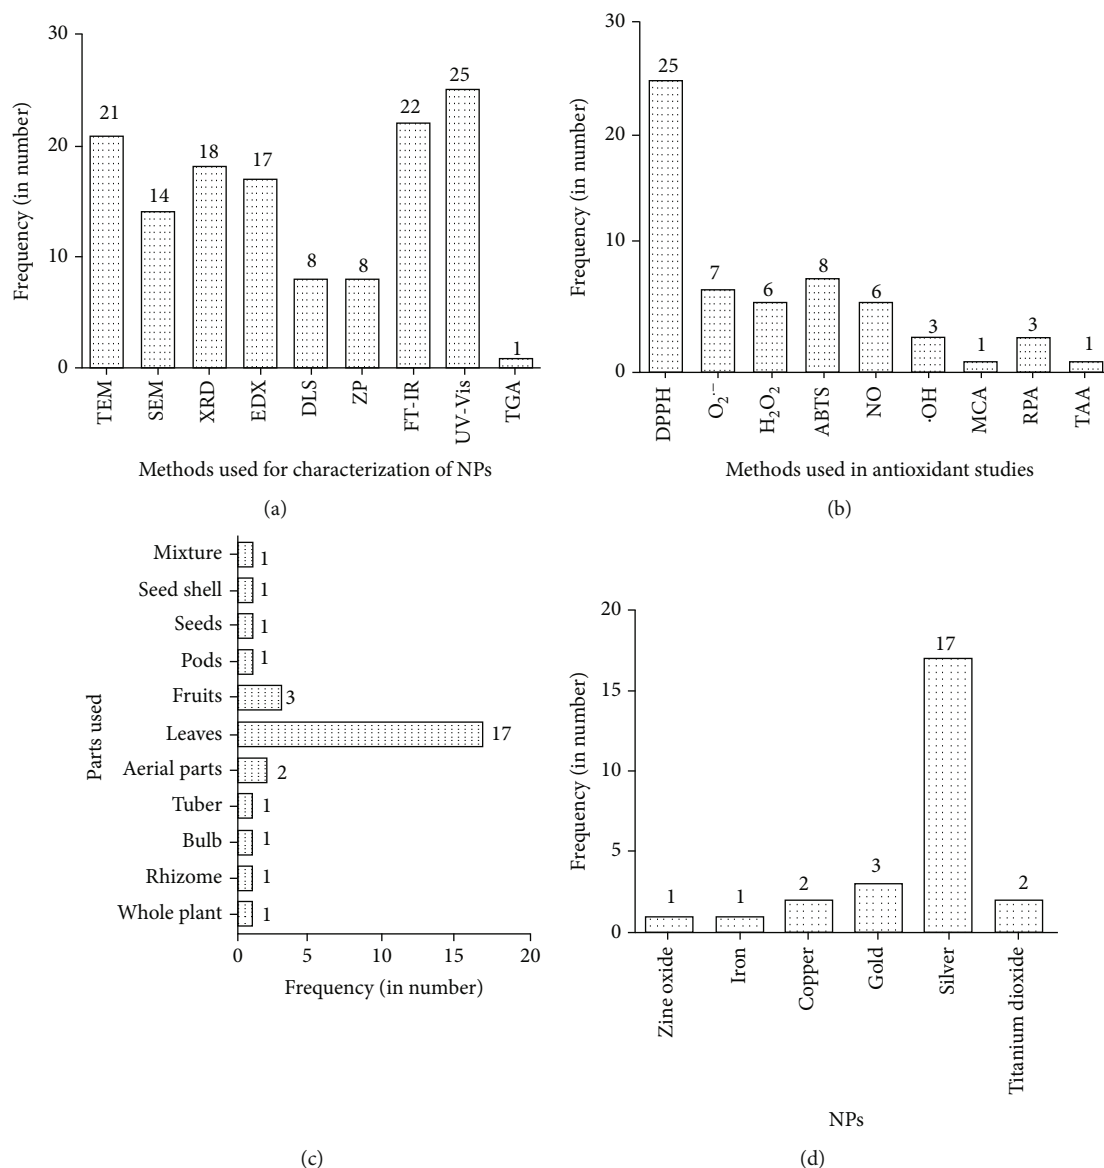 30
20
10
0
Frequency (in number)
21
14
18
17
8
8
22
25
1
TEM
SEM
XRD
EDX
DLS
ZP
FT-IR
UV-Vis
TGA
Methods used for characterization of NPs
(a)
30
20
10
0
Frequency (in number)
25
7
6
8
6
3
1
3
1
DPPH
O₂·−
H₂O₂
ABTS
NO
·OH
MCA
RPA
TAA
Methods used in antioxidant studies
(b)
Parts used
Mixture 1
Seed shell 1
Seeds 1
Pods 1
Fruits 3
Leaves 17
Aerial parts 2
Tuber 1
Bulb 1
Rhizome 1
Whole plant 1
0 5 10 15 20
Frequency (in number)
(c)
20
15
10
5
0
Frequency (in number)
1
1
2
3
17
2
Zine oxide
Iron
Copper
Gold
Silver
Titanium dioxide
NPs
(d)